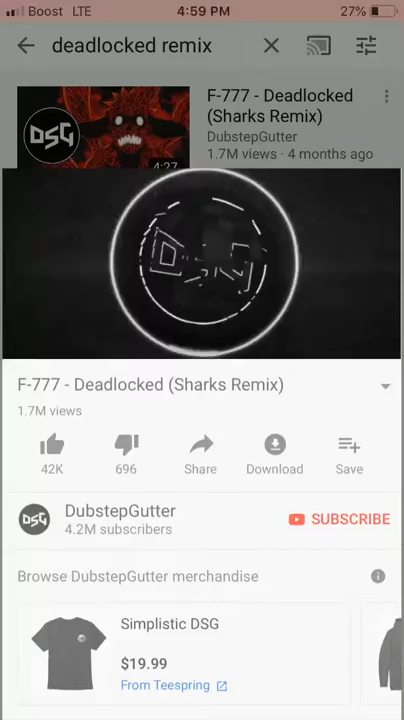 Boost LTE 4:59 PM 27%
deadlocked remix
F-777 - Deadlocked
(Sharks Remix)
DubstepGutter
1.7M views · 4 months ago
DSG
4:27
F-777 - Deadlocked (Sharks Remix)
1.7M views
42K 696 Share Download Save
DSG
DubstepGutter
4.2M subscribers
SUBSCRIBE
Browse DubstepGutter merchandise
Simplistic DSG
$19.99
From Teespring